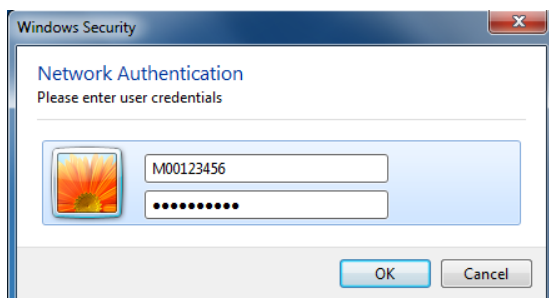 Windows Security
Network Authentication
Please enter user credentials
M00123456
●●●●●●●●●●
OK
Cancel